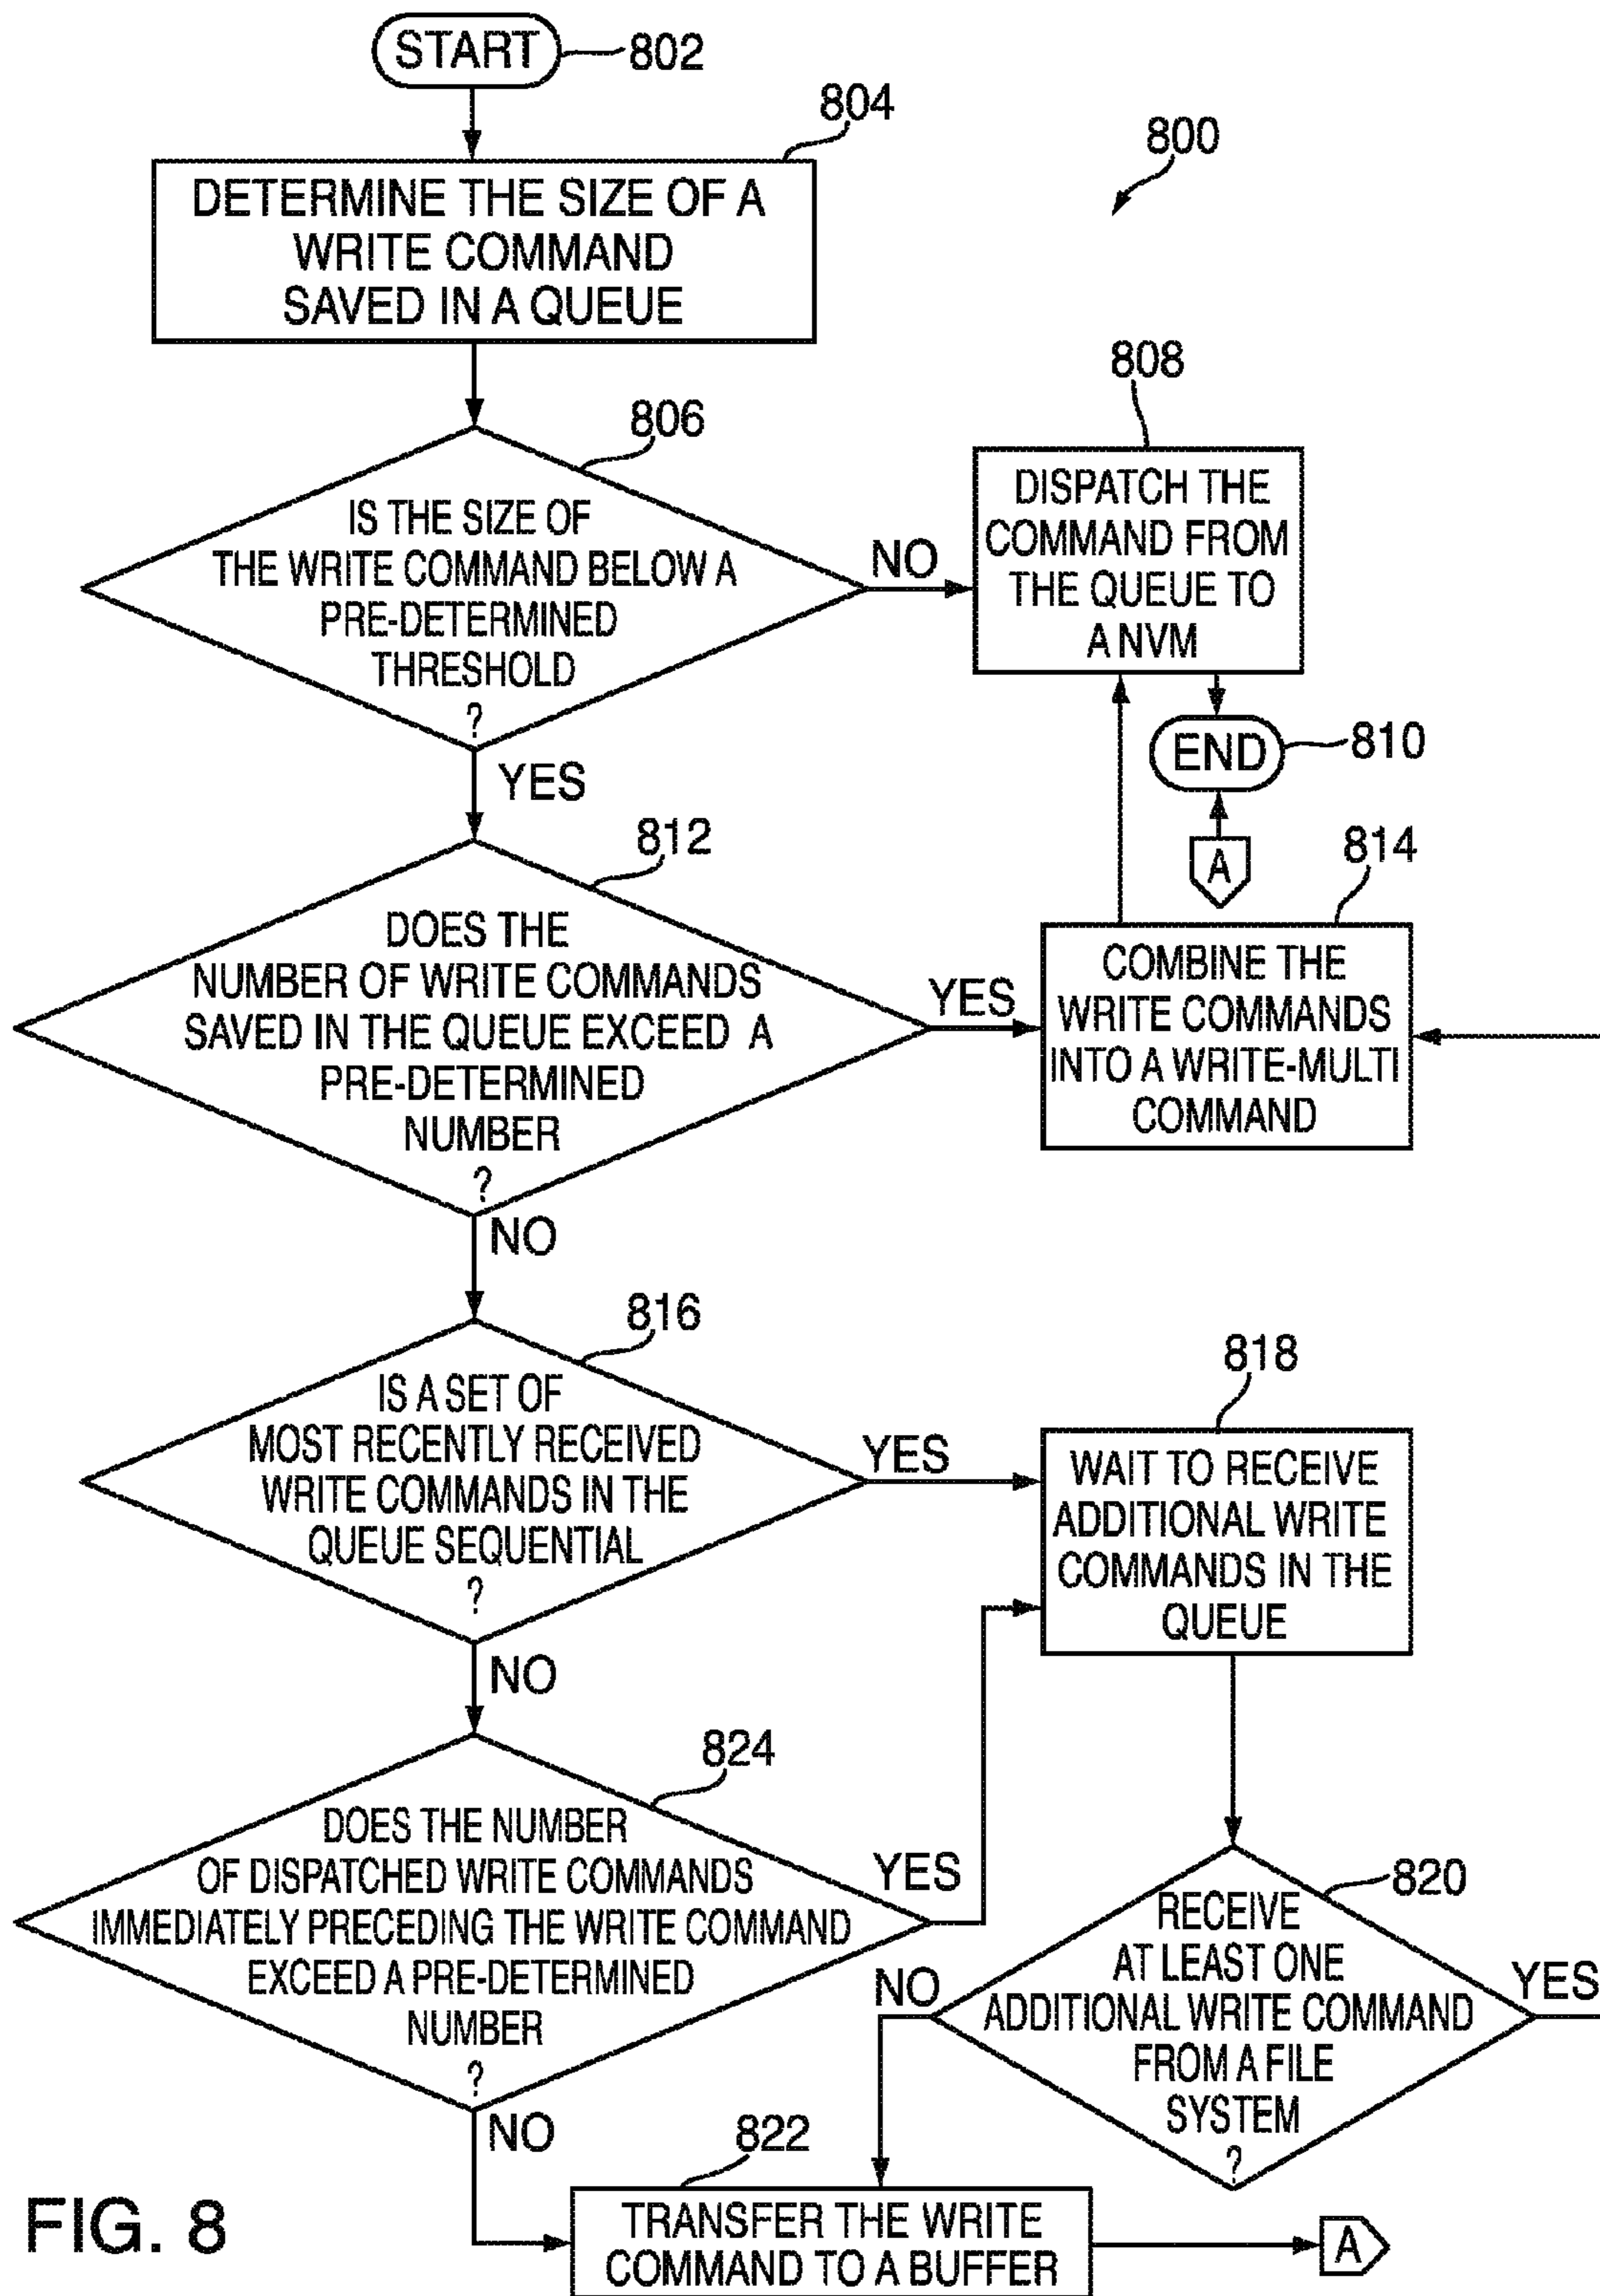 START
802
804
DETERMINE THE SIZE OF A
WRITE COMMAND
SAVED IN A QUEUE
800
806
IS THE SIZE OF
THE WRITE COMMAND BELOW A
PRE-DETERMINED
THRESHOLD
?
NO
YES
808
DISPATCH THE
COMMAND FROM
THE QUEUE TO
A NVM
END
810
A
812
DOES THE
NUMBER OF WRITE COMMANDS
SAVED IN THE QUEUE EXCEED A
PRE-DETERMINED
NUMBER
?
YES
NO
814
COMBINE THE
WRITE COMMANDS
INTO A WRITE-MULTI
COMMAND
816
IS A SET OF
MOST RECENTLY RECEIVED
WRITE COMMANDS IN THE
QUEUE SEQUENTIAL
?
YES
NO
818
WAIT TO RECEIVE
ADDITIONAL WRITE
COMMANDS IN THE
QUEUE
824
DOES THE NUMBER
OF DISPATCHED WRITE COMMANDS
IMMEDIATELY PRECEDING THE WRITE COMMAND
EXCEED A PRE-DETERMINED
NUMBER
?
YES
NO
820
RECEIVE
AT LEAST ONE
ADDITIONAL WRITE COMMAND
FROM A FILE
SYSTEM
?
NO
YES
822
TRANSFER THE WRITE
COMMAND TO A BUFFER
A
FIG. 8